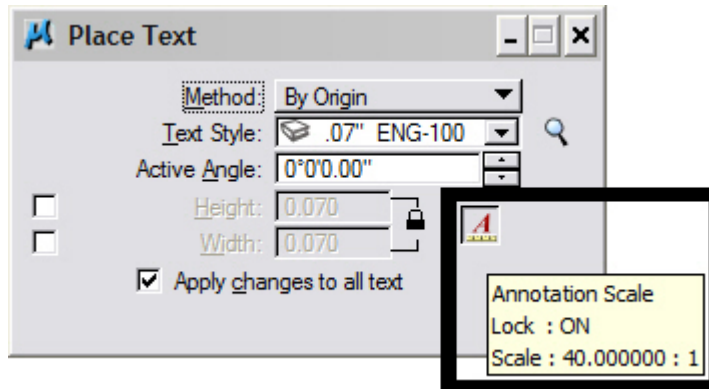 Place Text
Method: By Origin
Text Style: .07" ENG-100
Active Angle: 0°0'0.00"
Height: 0.070
Width: 0.070
Apply changes to all text
A
Annotation Scale
Lock : ON
Scale : 40.000000 : 1